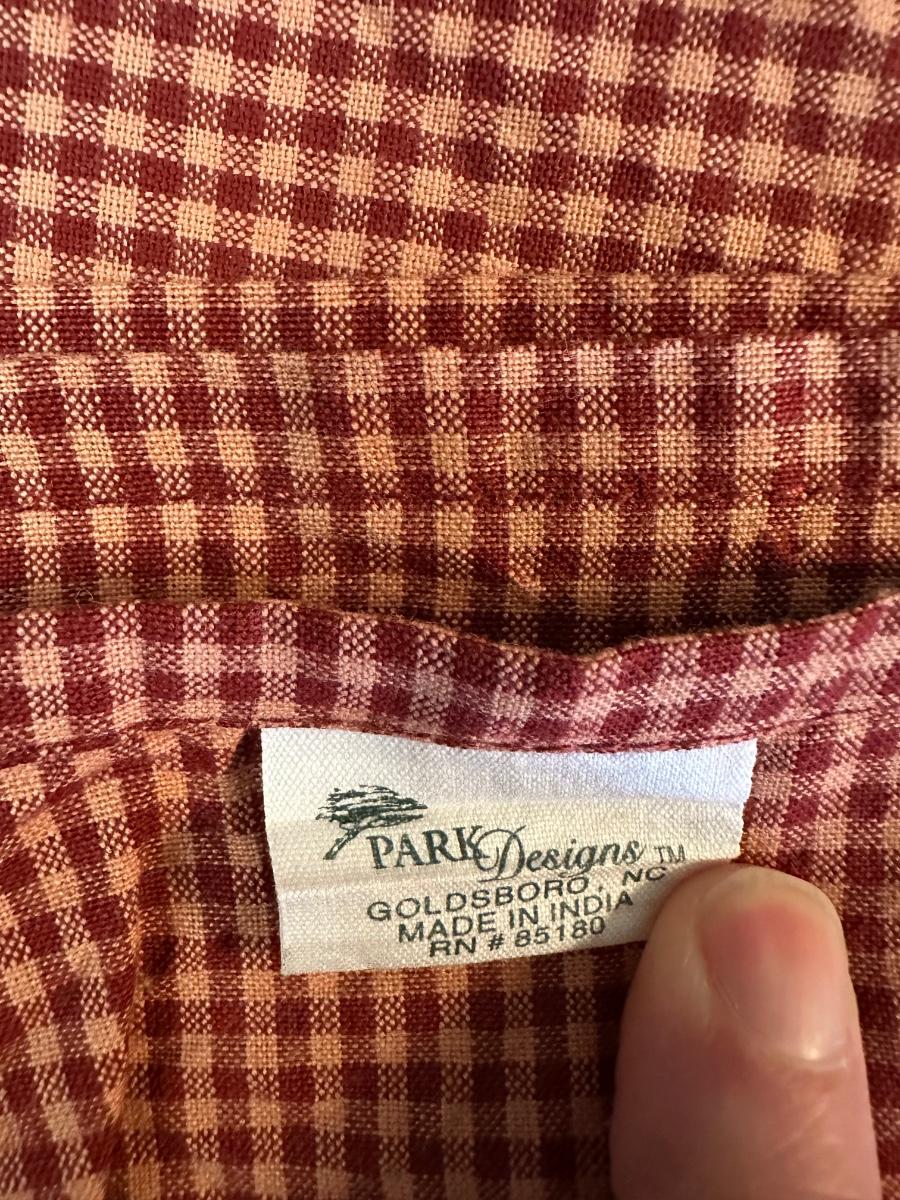 PARK Designs ™
GOLDSBORO, NC
MADE IN INDIA
RN # 85180